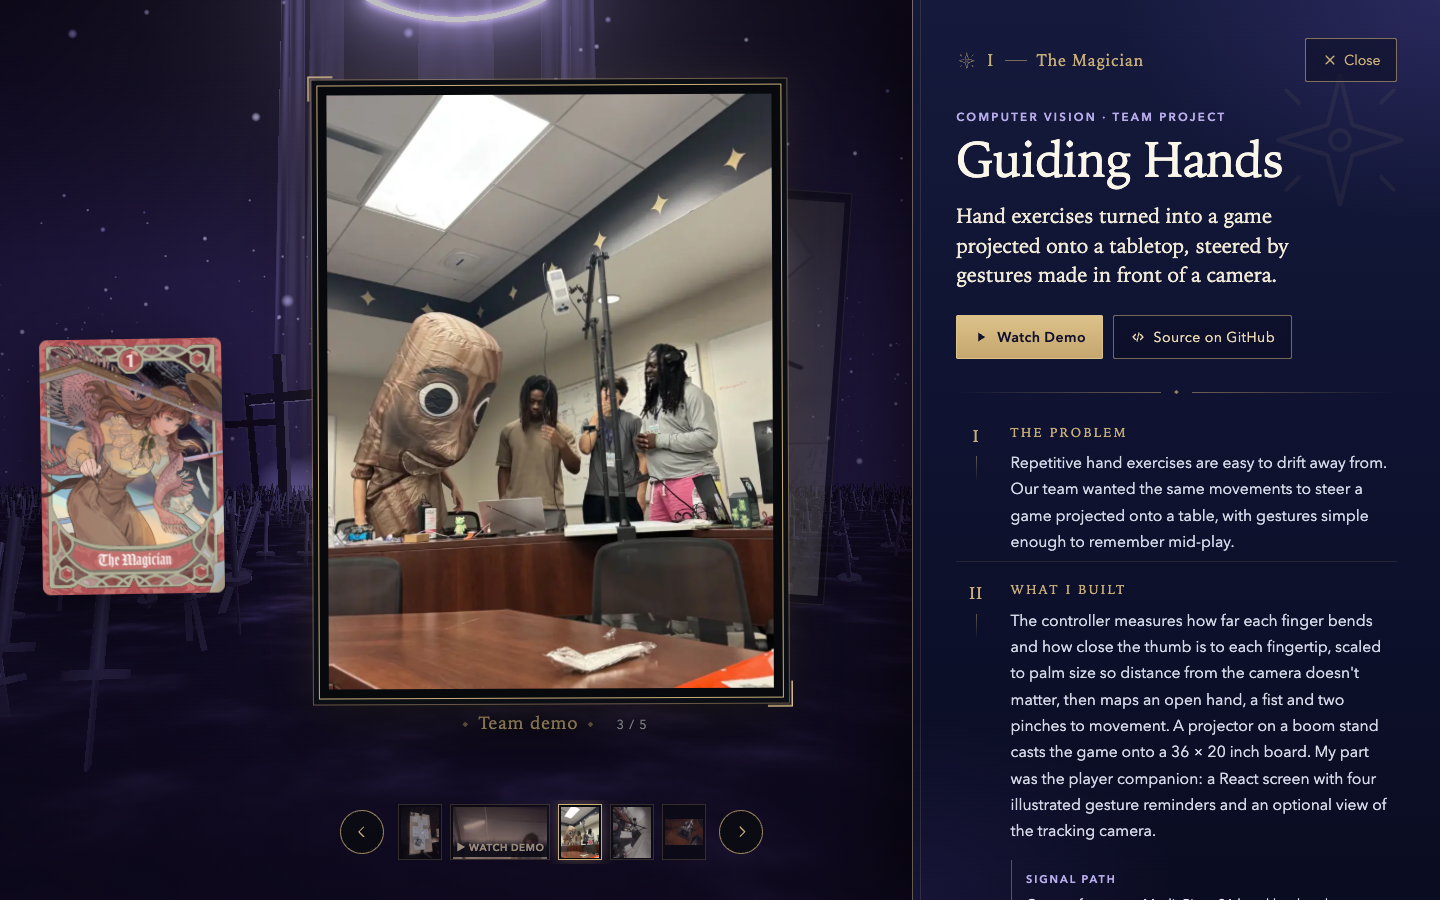 I — The Magician
× Close
COMPUTER VISION · TEAM PROJECT
Guiding Hands
Hand exercises turned into a game
projected onto a tabletop, steered by
gestures made in front of a camera.
Watch Demo
Source on GitHub
I
THE PROBLEM
Repetitive hand exercises are easy to drift away from.
Our team wanted the same movements to steer a
game projected onto a table, with gestures simple
enough to remember mid-play.
II
WHAT I BUILT
The controller measures how far each finger bends
and how close the thumb is to each fingertip, scaled
to palm size so distance from the camera doesn't
matter, then maps an open hand, a fist and two
pinches to movement. A projector on a boom stand
casts the game onto a 36 × 20 inch board. My part
was the player companion: a React screen with four
illustrated gesture reminders and an optional view of
the tracking camera.
SIGNAL PATH
1
The Magician
Team demo
3 / 5
WATCH DEMO